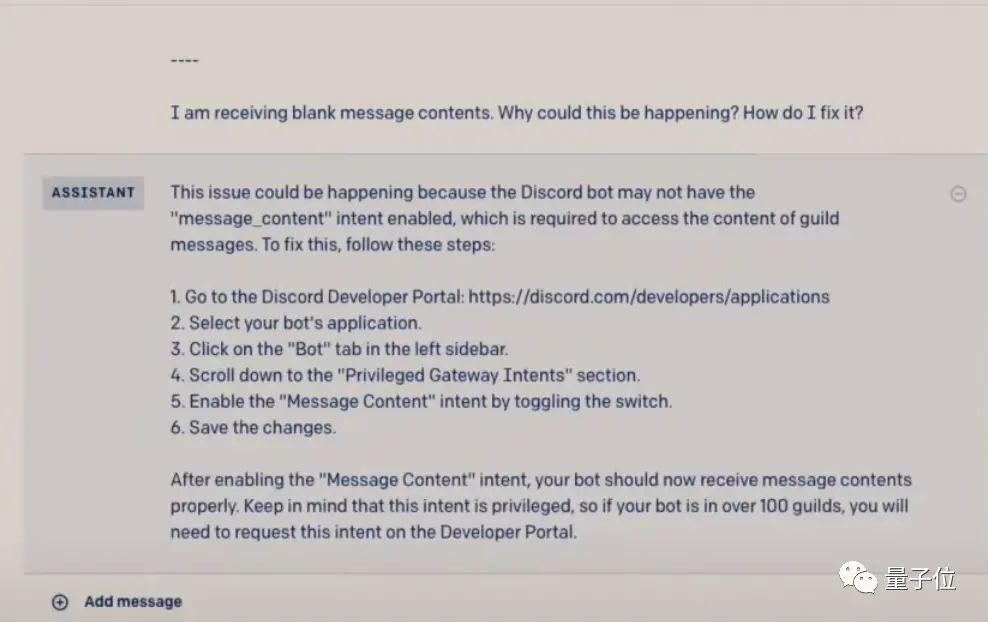 ----
I am receiving blank message contents. Why could this be happening? How do I fix it?
ASSISTANT
This issue could be happening because the Discord bot may not have the
"message_content" intent enabled, which is required to access the content of guild
messages. To fix this, follow these steps:
1. Go to the Discord Developer Portal: https://discord.com/developers/applications
2. Select your bot's application.
3. Click on the "Bot" tab in the left sidebar.
4. Scroll down to the "Privileged Gateway Intents" section.
5. Enable the "Message Content" intent by toggling the switch.
6. Save the changes.
After enabling the "Message Content" intent, your bot should now receive message contents
properly. Keep in mind that this intent is privileged, so if your bot is in over 100 guilds, you will
need to request this intent on the Developer Portal.
Add message
量子位